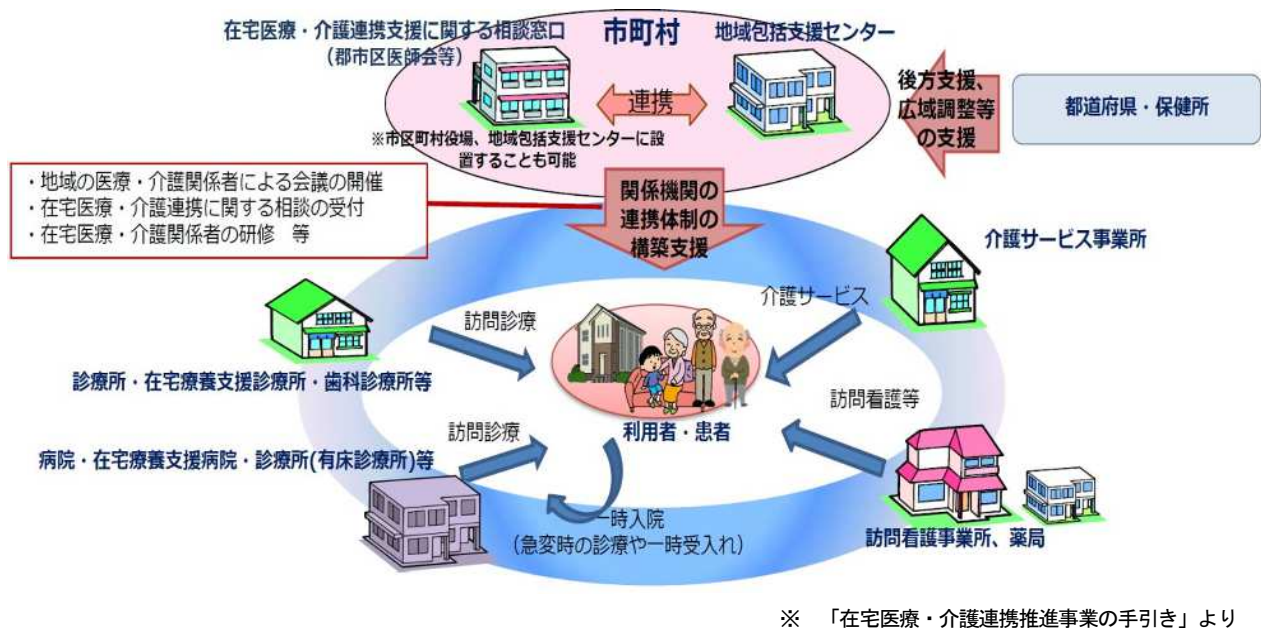 在宅医療・介護連携支援に関する相談窓口
（郡市区医師会等）
市町村
地域包括支援センター
連携
※市区町村役場、地域包括支援センターに設
置することも可能
後方支援、
広域調整等
の支援
都道府県・保健所
・地域の医療・介護関係者による会議の開催
・在宅医療・介護連携に関する相談の受付
・在宅医療・介護関係者の研修　等
関係機関の
連携体制の
構築支援
介護サービス事業所
訪問診療
介護サービス
診療所・在宅療養支援診療所・歯科診療所等
利用者・患者
訪問看護等
訪問診療
病院・在宅療養支援病院・診療所(有床診療所)等
一時入院
（急変時の診療や一時受入れ）
訪問看護事業所、薬局
※　「在宅医療・介護連携推進事業の手引き」より